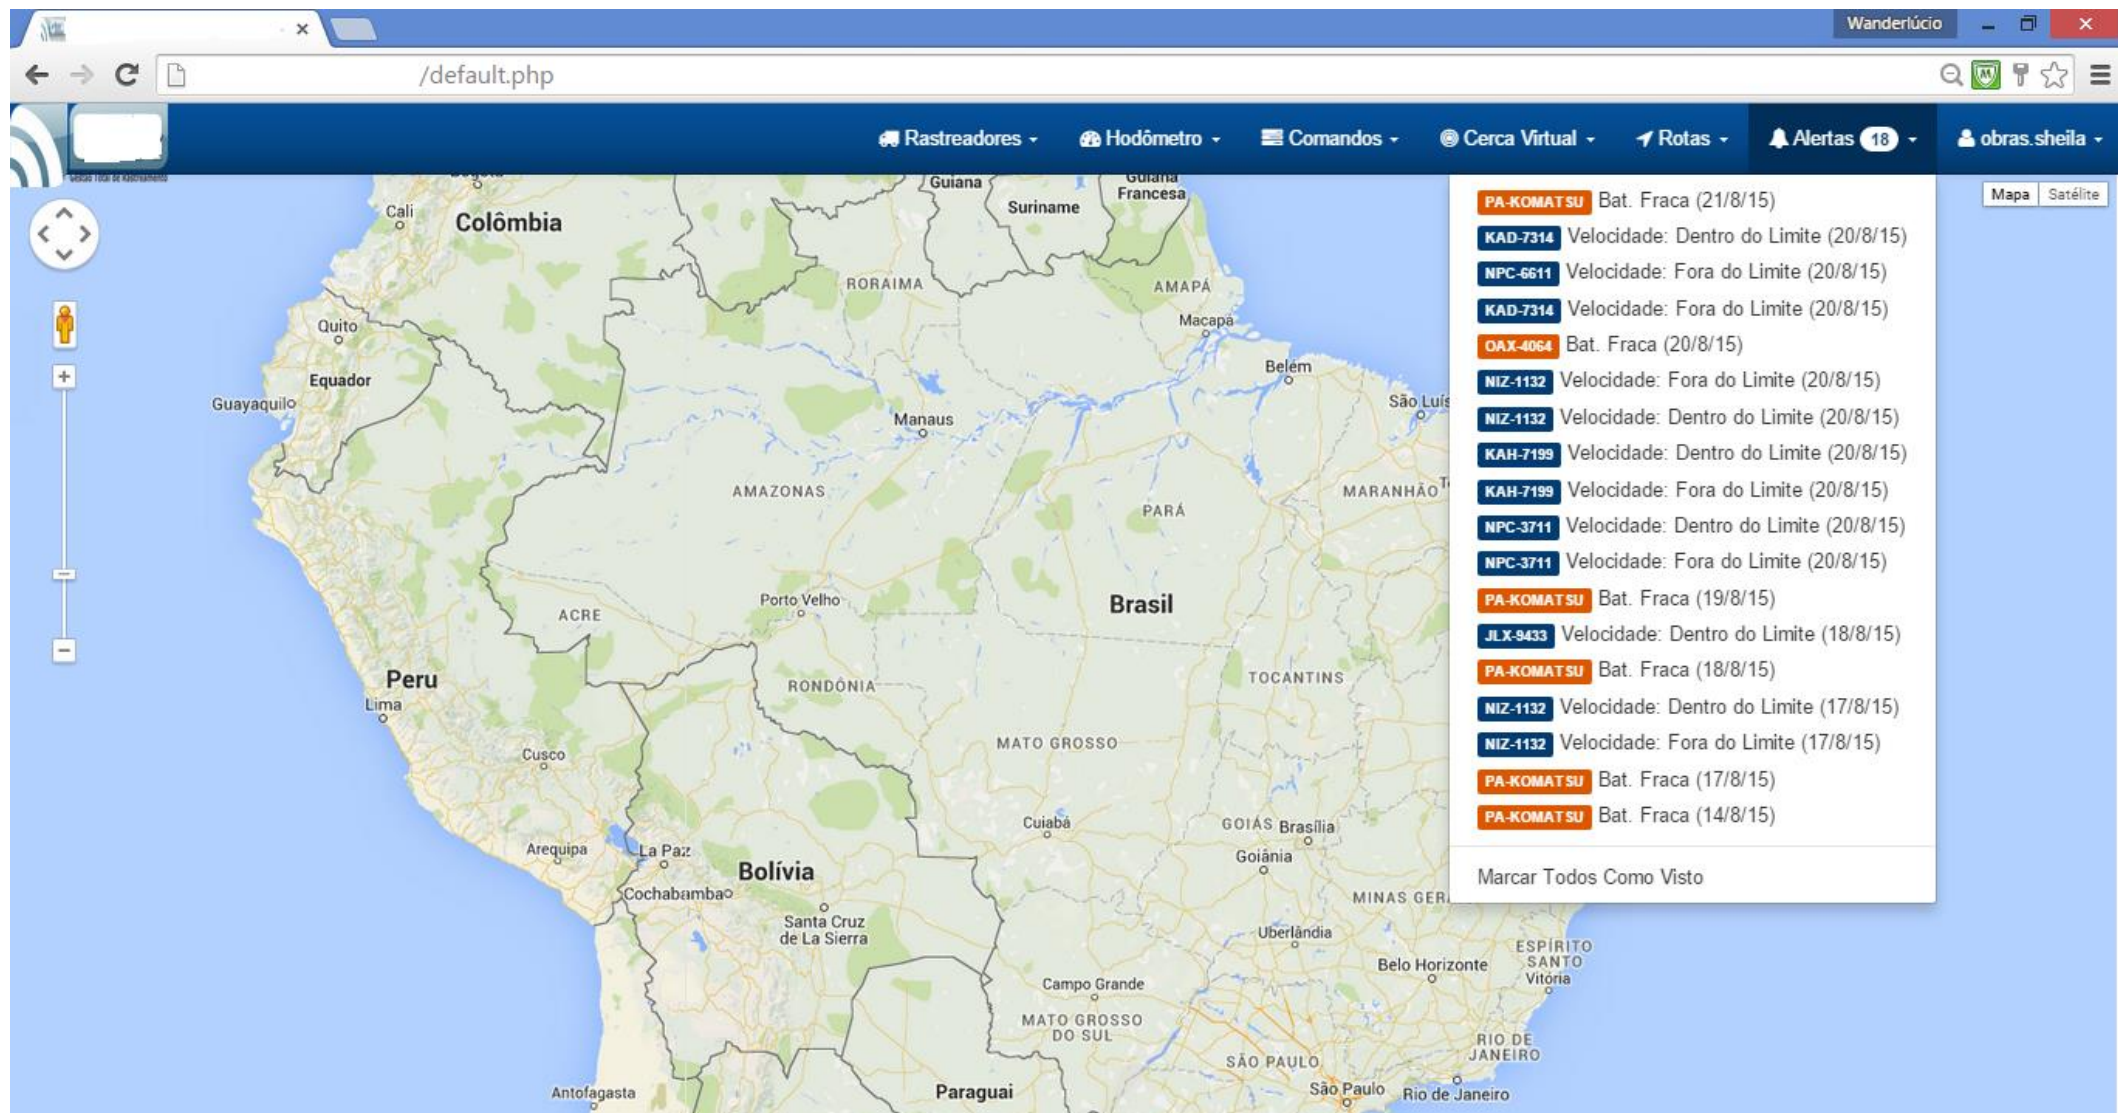 Wanderlúcio
/default.php
Rastreadores
Hodômetro
Comandos
Cerca Virtual
Rotas
Alertas 18
obras.sheila
Gestão Total de Rastreamento
Mapa
Satélite
PA-KOMATSU Bat. Fraca (21/8/15)
KAD-7314 Velocidade: Dentro do Limite (20/8/15)
NPC-6611 Velocidade: Fora do Limite (20/8/15)
KAD-7314 Velocidade: Fora do Limite (20/8/15)
OAX-4064 Bat. Fraca (20/8/15)
NIZ-1132 Velocidade: Fora do Limite (20/8/15)
NIZ-1132 Velocidade: Dentro do Limite (20/8/15)
KAH-7199 Velocidade: Dentro do Limite (20/8/15)
KAH-7199 Velocidade: Fora do Limite (20/8/15)
NPC-3711 Velocidade: Dentro do Limite (20/8/15)
NPC-3711 Velocidade: Fora do Limite (20/8/15)
PA-KOMATSU Bat. Fraca (19/8/15)
JLX-9433 Velocidade: Dentro do Limite (18/8/15)
PA-KOMATSU Bat. Fraca (18/8/15)
NIZ-1132 Velocidade: Dentro do Limite (17/8/15)
NIZ-1132 Velocidade: Fora do Limite (17/8/15)
PA-KOMATSU Bat. Fraca (17/8/15)
PA-KOMATSU Bat. Fraca (14/8/15)
Marcar Todos Como Visto
Guiana
Guiana
Francesa
Suriname
Cali
Colômbia
RORAIMA
AMAPÁ
Macapá
Quito
Equador
Belém
Guayaquil
São Luís
Manaus
AMAZONAS
MARANHÃO
PARÁ
Porto Velho
Brasil
ACRE
Peru
Lima
RONDÔNIA
TOCANTINS
MATO GROSSO
Cusco
Cuiabá
GOIÁS
Brasília
Arequipa
La Paz
Goiânia
Bolívia
Cochabamba
MINAS GER
Santa Cruz
de La Sierra
Uberlândia
ESPÍRITO
SANTO
Belo Horizonte
Vitória
Campo Grande
MATO GROSSO
DO SUL
RIO DE
JANEIRO
SÃO PAULO
São Paulo
Rio de Janeiro
Antofagasta
Paraguai